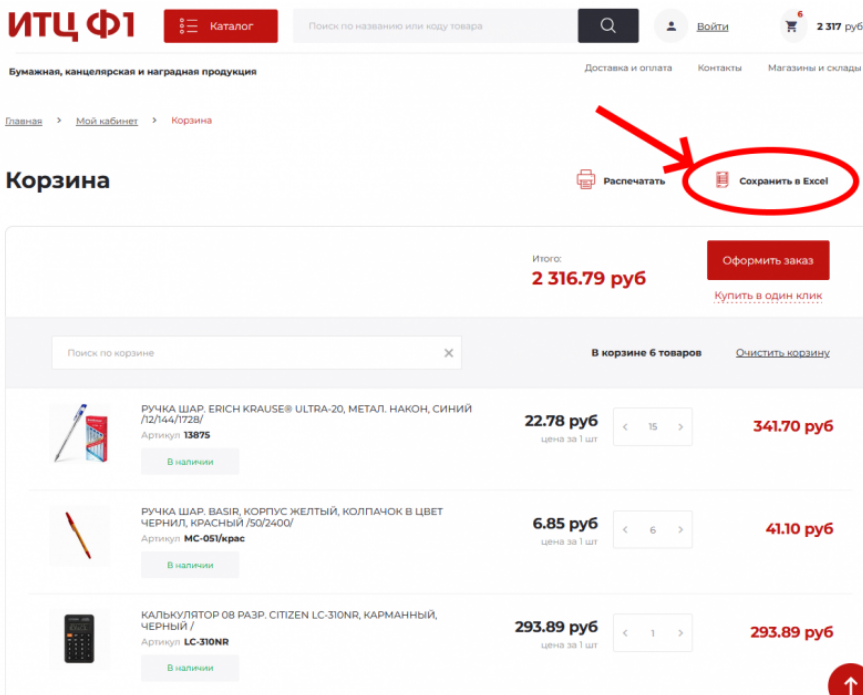 ИТЦ Ф1
Каталог
Поиск по названию или коду товара
Войти
6
2 317 руб
Бумажная, канцелярская и наградная продукция
Доставка и оплата
Контакты
Магазины и склады
Главная > Мой кабинет > Корзина
Корзина
Распечатать
Сохранить в Excel
Итого:
2 316.79 руб
Оформить заказ
Купить в один клик
Поиск по корзине
В корзине 6 товаров
Очистить корзину
РУЧКА ШАР. ERICH KRAUSE® ULTRA-20, МЕТАЛ. НАКОН, СИНИЙ
/12/144/1728/
Артикул 13875
В наличии
22.78 руб
цена за 1 шт
15
341.70 руб
РУЧКА ШАР. BASIR, КОРПУС ЖЕЛТЫЙ, КОЛПАЧОК В ЦВЕТ
ЧЕРНИЛ, КРАСНЫЙ /50/2400/
Артикул МС-051/крас
В наличии
6.85 руб
цена за 1 шт
6
41.10 руб
КАЛЬКУЛЯТОР 08 РАЗР. CITIZEN LC-310NR, КАРМАННЫЙ,
ЧЕРНЫЙ /
Артикул LC-310NR
В наличии
293.89 руб
цена за 1 шт
1
293.89 руб